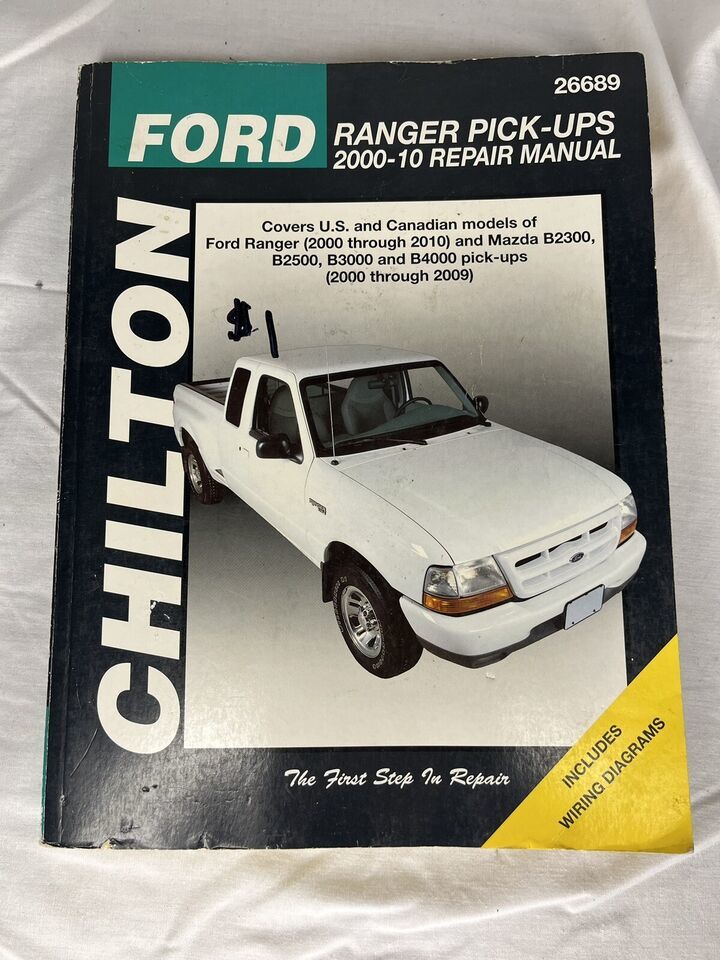 26689
FORD
RANGER PICK-UPS
2000-10 REPAIR MANUAL
CHILTON
Covers U.S. and Canadian models of
Ford Ranger (2000 through 2010) and Mazda B2300,
B2500, B3000 and B4000 pick-ups
(2000 through 2009)
Ford
The First Step In Repair
INCLUDES
WIRING DIAGRAMS